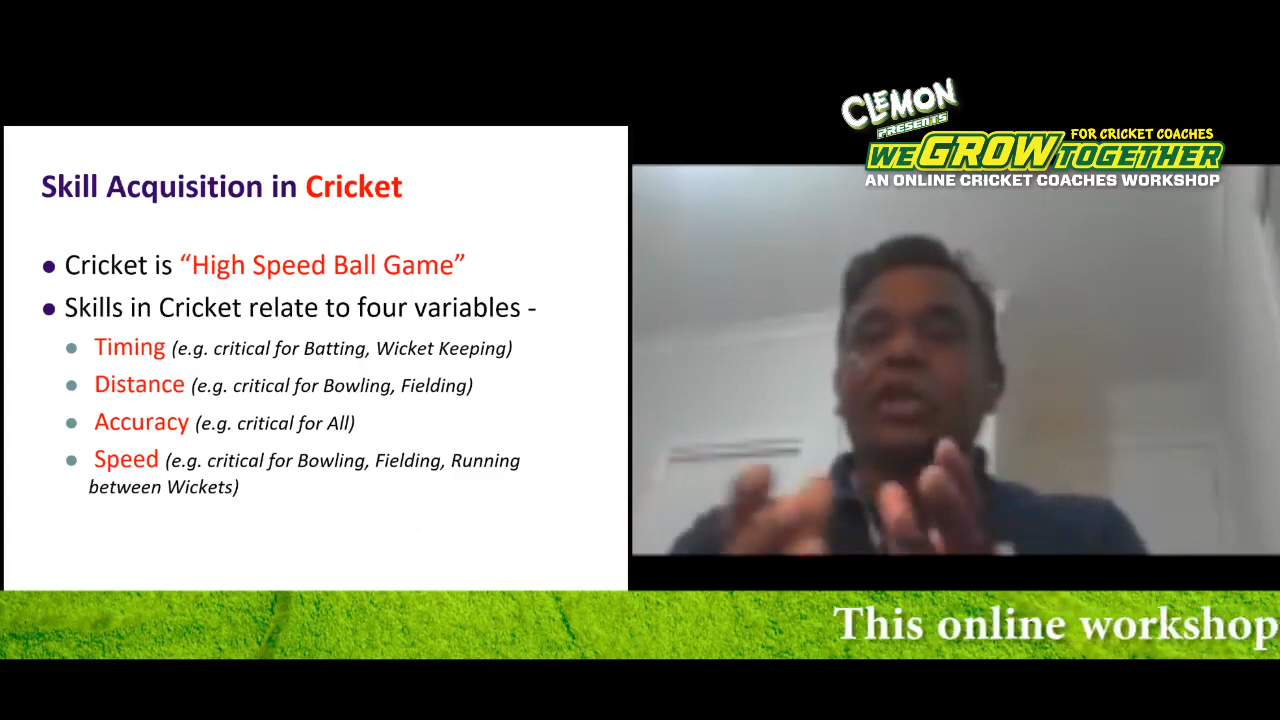 CLEMON
PRESENTS
FOR CRICKET COACHES
WE GROW TOGETHER
AN ONLINE CRICKET COACHES WORKSHOP
Skill Acquisition in Cricket
● Cricket is “High Speed Ball Game”
● Skills in Cricket relate to four variables -
● Timing (e.g. critical for Batting, Wicket Keeping)
● Distance (e.g. critical for Bowling, Fielding)
● Accuracy (e.g. critical for All)
● Speed (e.g. critical for Bowling, Fielding, Running
between Wickets)
This online workshop